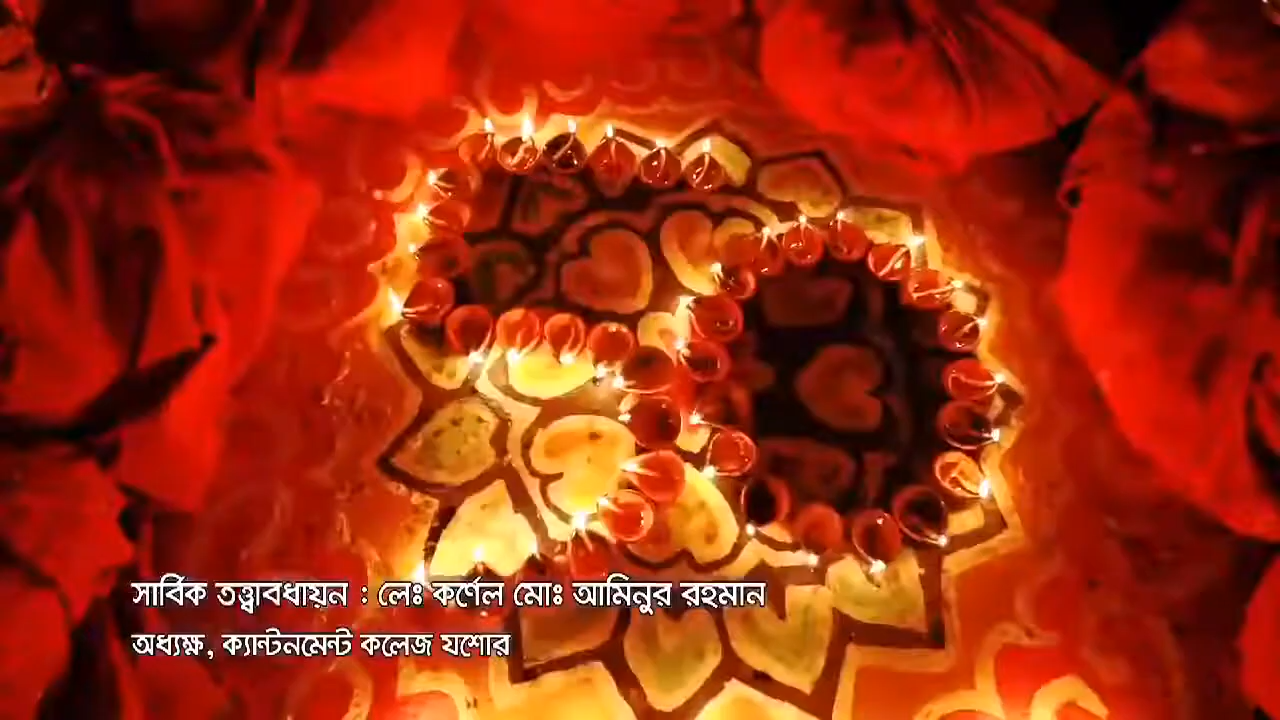 সার্বিক তত্ত্বাবধায়ন : লেঃ কর্ণেল মোঃ আমিনুর রহমান
অধ্যক্ষ, ক্যান্টনমেন্ট কলেজ যশোর